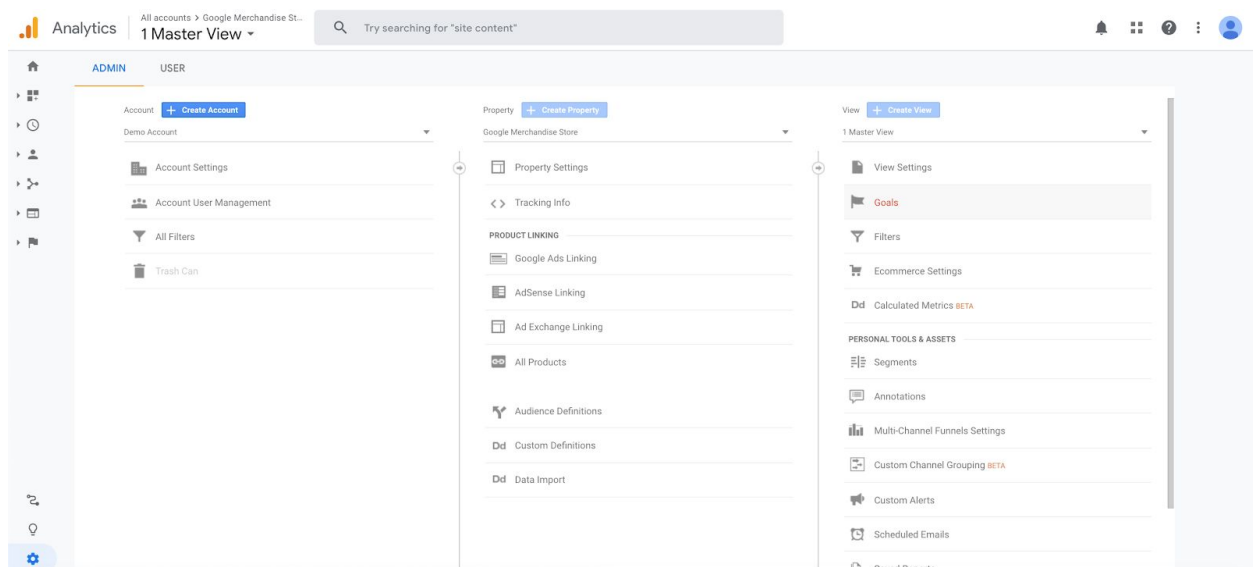 Analytics
All accounts > Google Merchandise St...
1 Master View
Try searching for "site content"
ADMIN
USER
Account
+ Create Account
Demo Account
Account Settings
Account User Management
All Filters
Trash Can
Property
+ Create Property
Google Merchandise Store
Property Settings
<> Tracking Info
PRODUCT LINKING
Google Ads Linking
AdSense Linking
Ad Exchange Linking
All Products
Audience Definitions
Dd Custom Definitions
Dd Data Import
View
+ Create View
1 Master View
View Settings
Goals
Filters
Ecommerce Settings
Dd Calculated Metrics BETA
PERSONAL TOOLS & ASSETS
Segments
Annotations
Multi-Channel Funnels Settings
Custom Channel Grouping BETA
Custom Alerts
Scheduled Emails